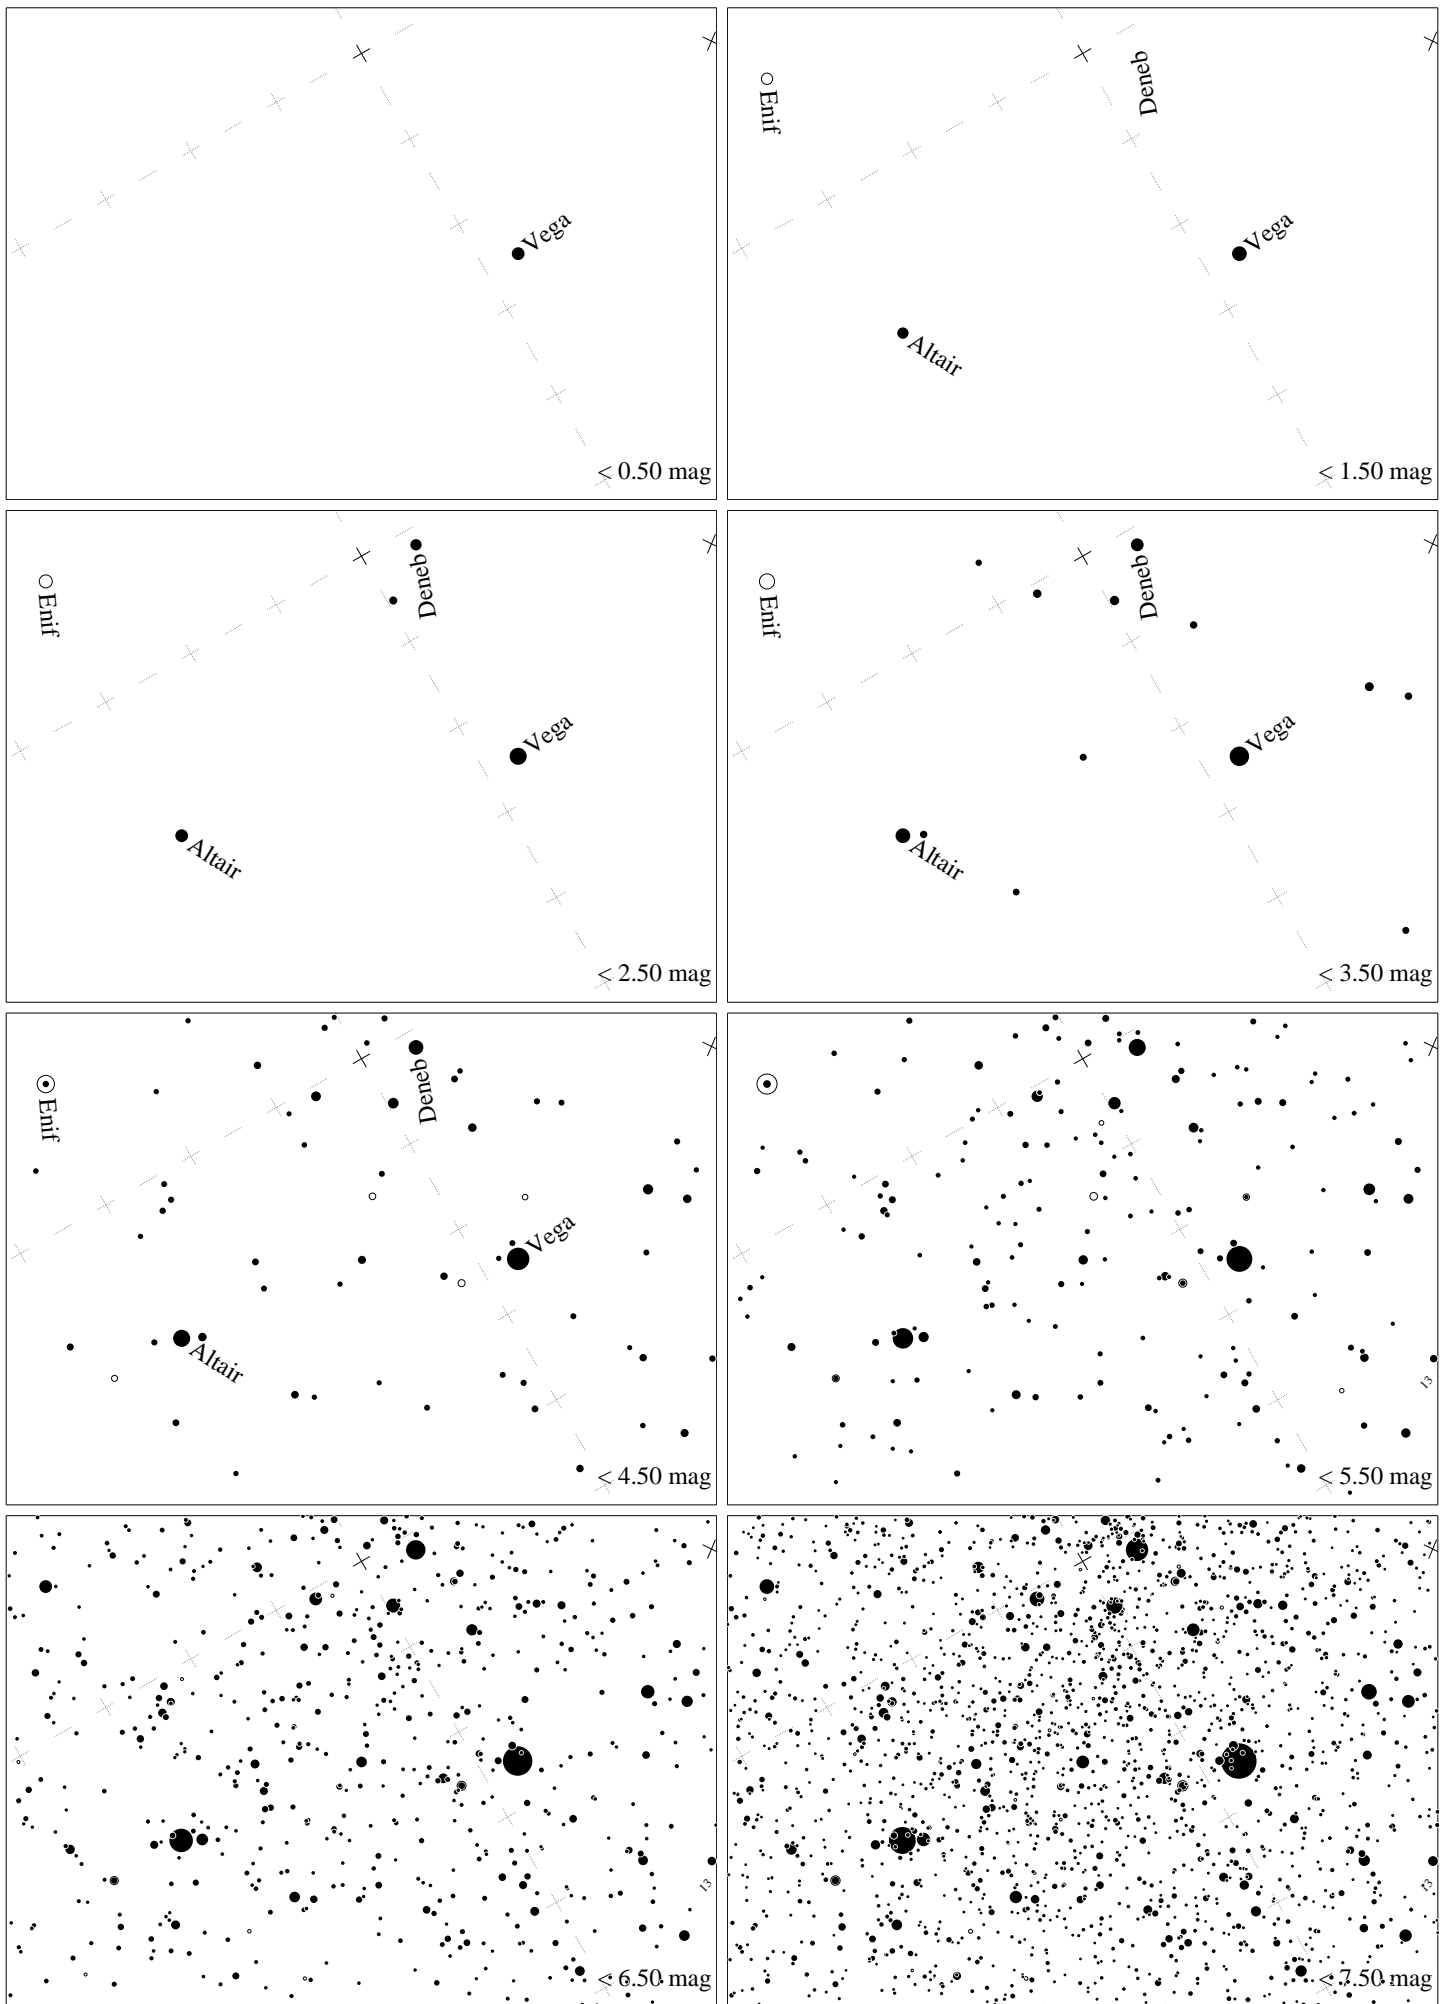 Vega
< 0.50 mag
Deneb
Enif
Vega
Altair
< 1.50 mag
Deneb
Enif
Vega
Altair
< 2.50 mag
Deneb
Enif
Vega
Altair
< 3.50 mag
Deneb
Enif
Vega
Altair
< 4.50 mag
13
< 5.50 mag
13
< 6.50 mag
13
< 7.50 mag